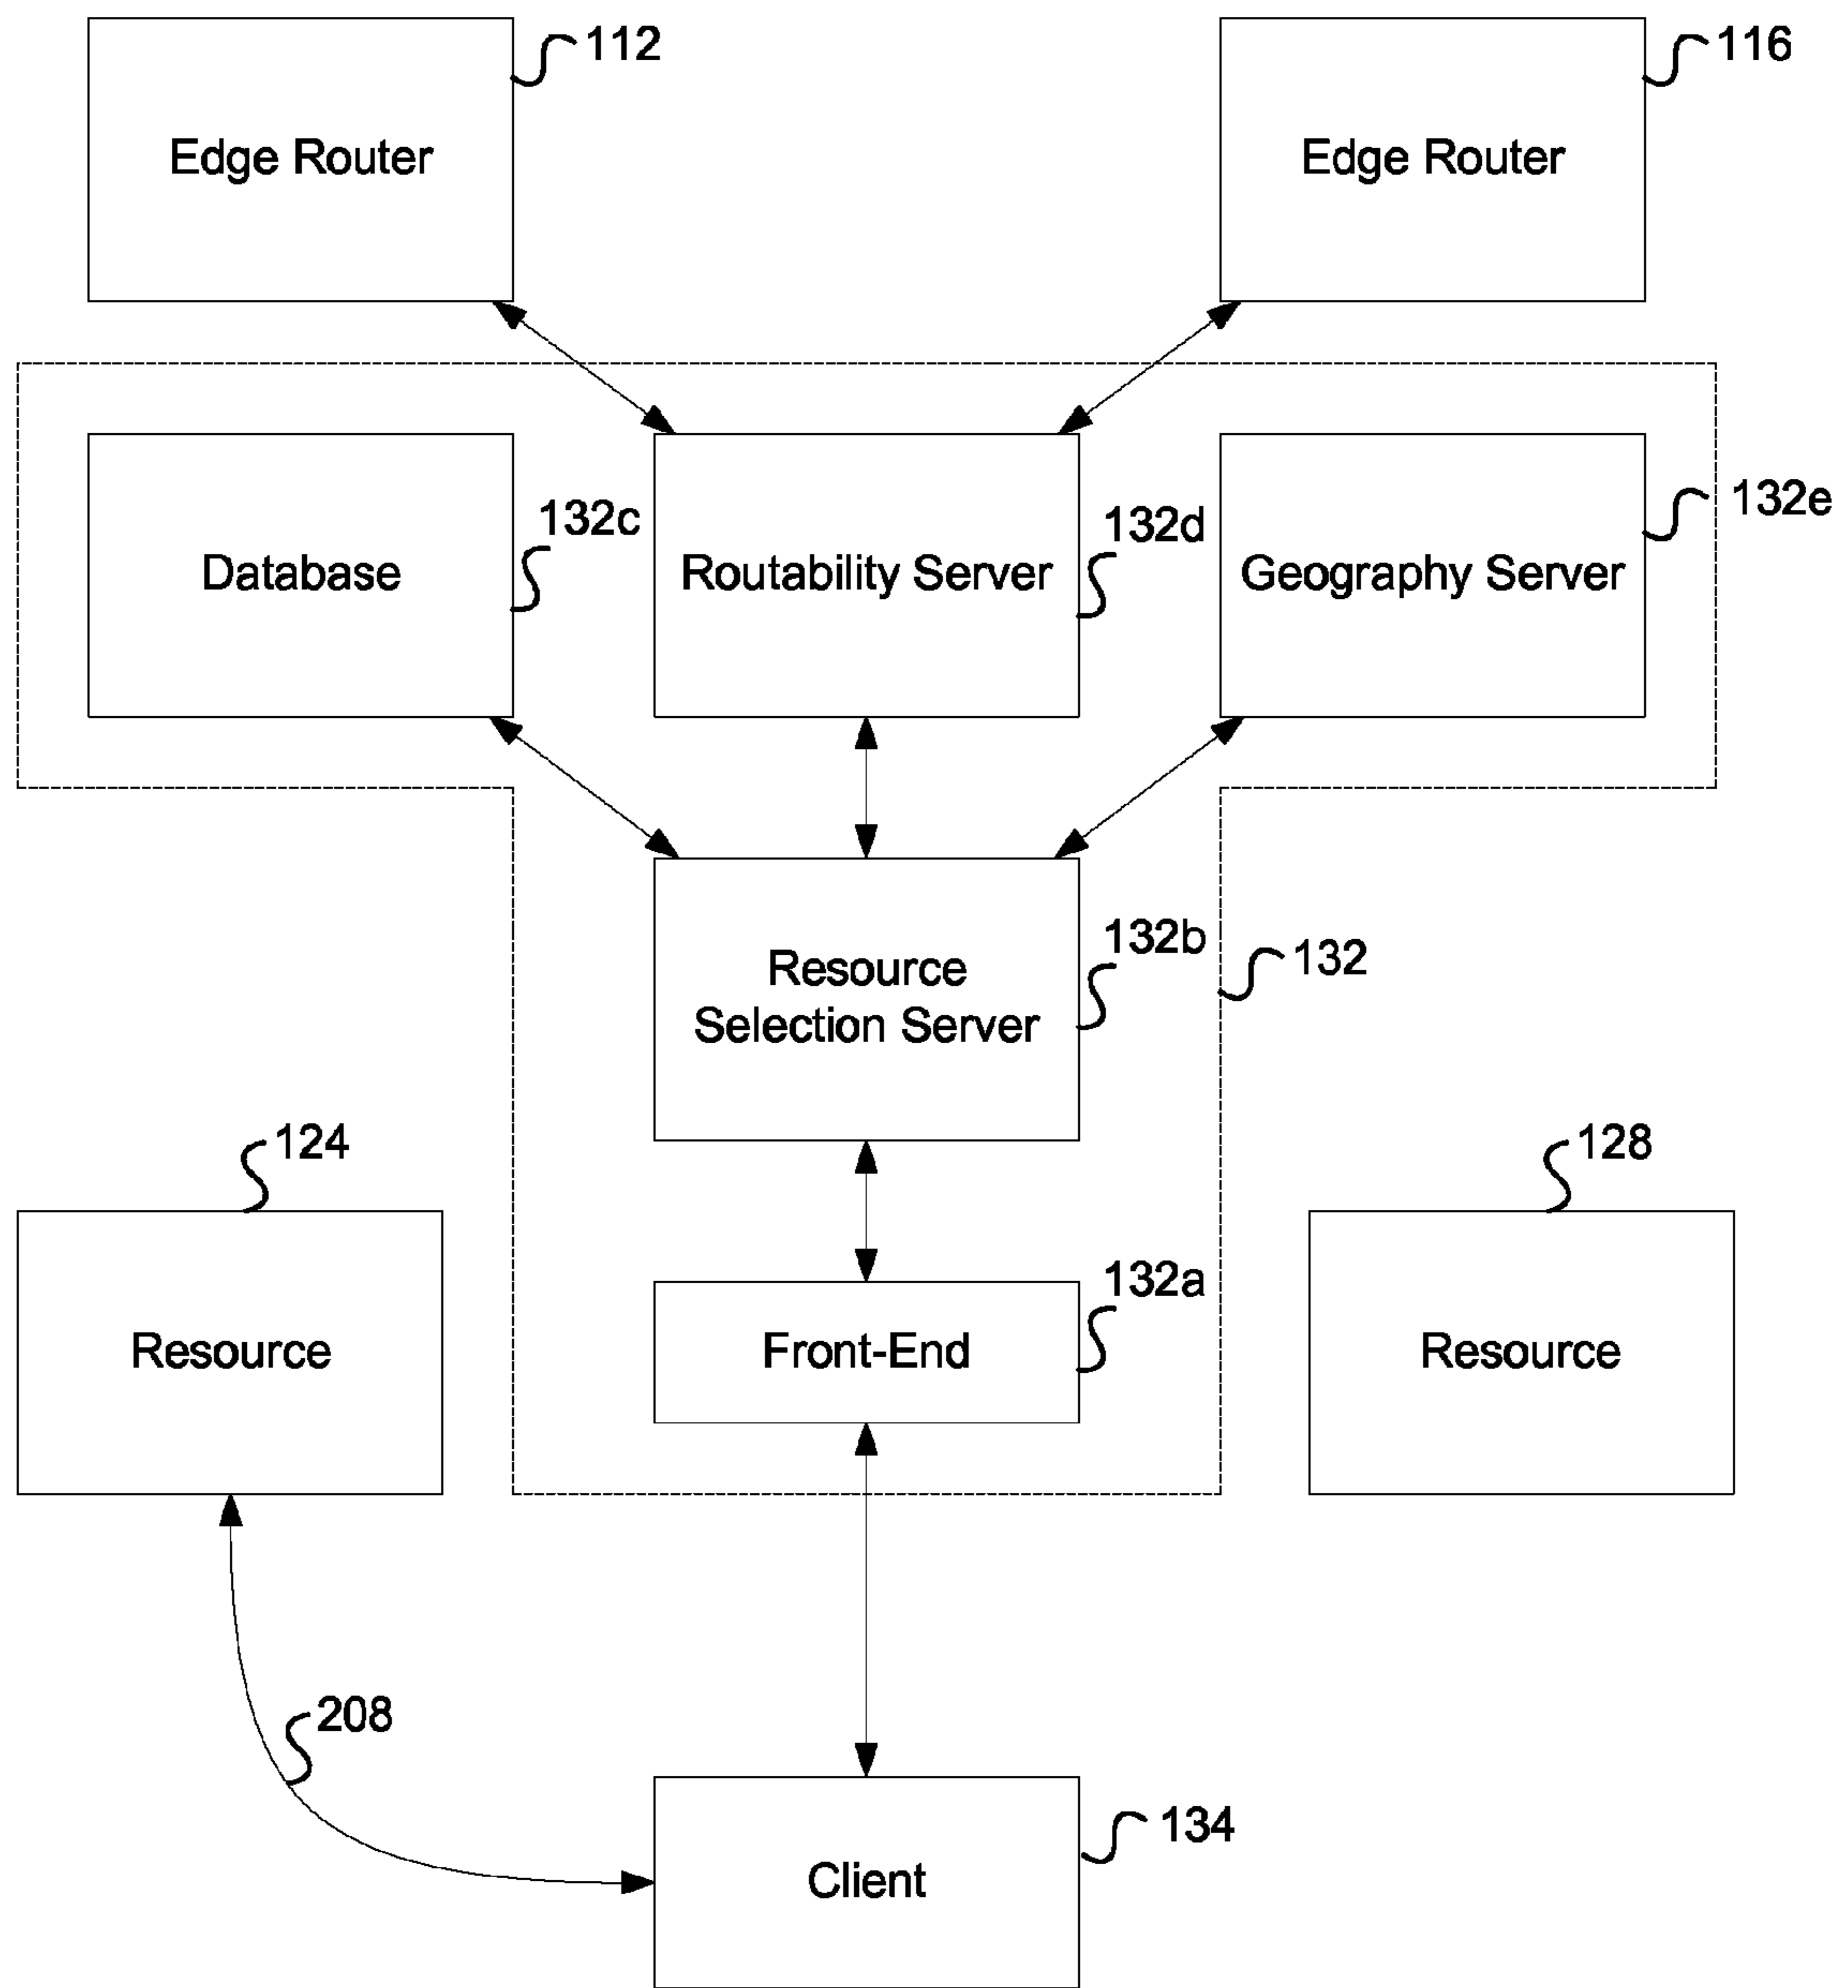 112
116
Edge Router
Edge Router
132c
132d
132e
Database
Routability Server
Geography Server
132b
132
Resource
Selection Server
124
128
132a
Resource
Front-End
Resource
208
134
Client